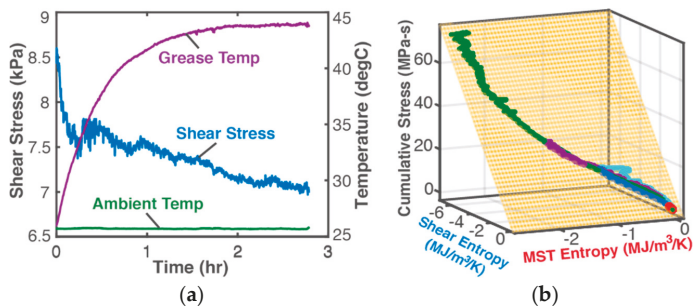 9
8.5
8
7.5
7
6.5
Shear Stress (kPa)
Grease Temp
Shear Stress
Ambient Temp
45
40
35
30
25
Temperature (degC)
0
1
2
3
Time (hr)
(a)
80
60
40
20
0
Cumulative Stress (MPa-s)
-6
-4
-2
0
Shear Entropy
(MJ/m³/K)
-2
-1
0
MST Entropy (MJ/m³/K)
(b)